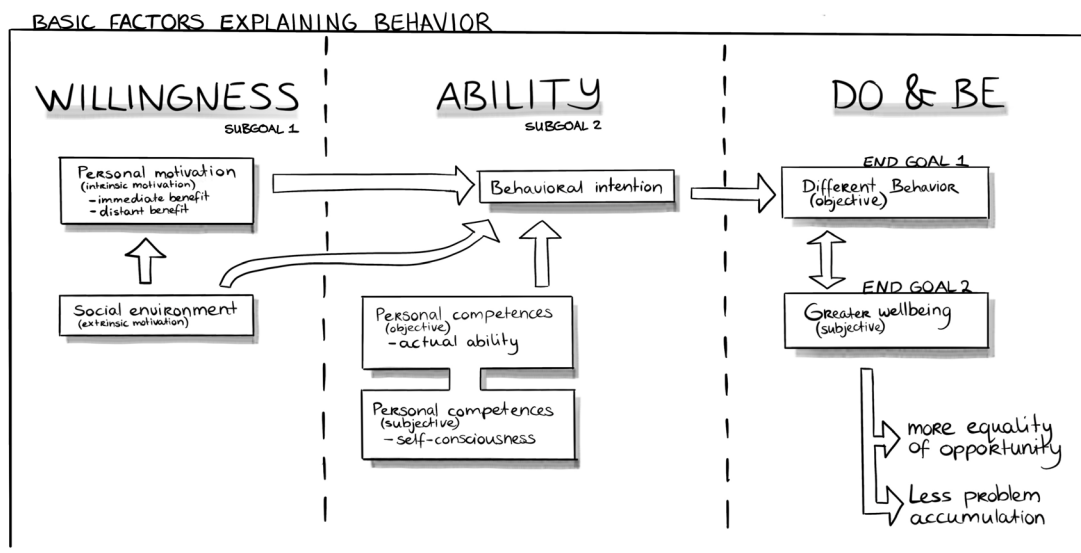 BASIC FACTORS EXPLAINING BEHAVIOR
WILLINGNESS
SUBGOAL 1
Personal motivation
(intrinsic motivation)
- immediate benefit
- distant benefit
Social environment
(extrinsic motivation)
ABILITY
SUBGOAL 2
Behavioral intention
Personal competences
(objective)
- actual ability
Personal competences
(subjective)
- self-consciousness
DO & BE
END GOAL 1
Different Behavior
(objective)
END GOAL 2
Greater wellbeing
(subjective)
more equality
of opportunity
Less problem
accumulation